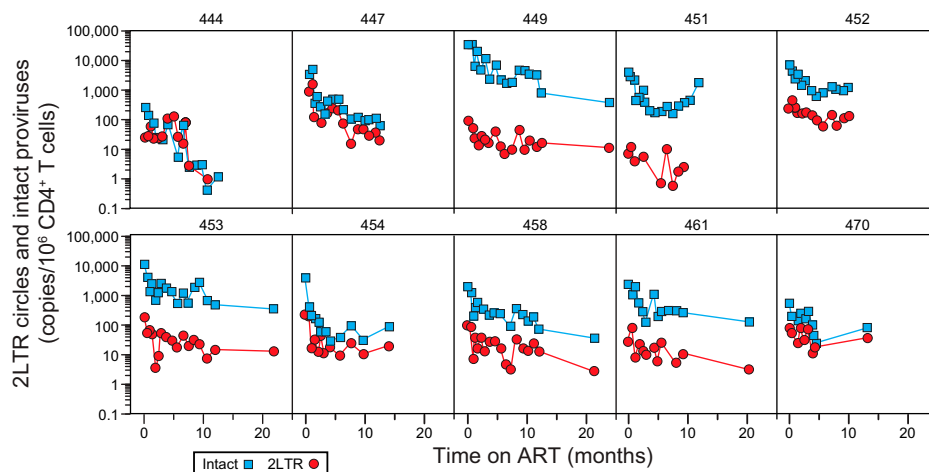 444 447 449 451 452
100,000
10,000
1,000
100
10
1
0.1
453 454 458 461 470
100,000
10,000
1,000
100
10
1
0.1
2LTR circles and intact proviruses
(copies/10⁶ CD4⁺ T cells)
0 10 20 0 10 20 0 10 20 0 10 20 0 10 20
Time on ART (months)
Intact 2LTR